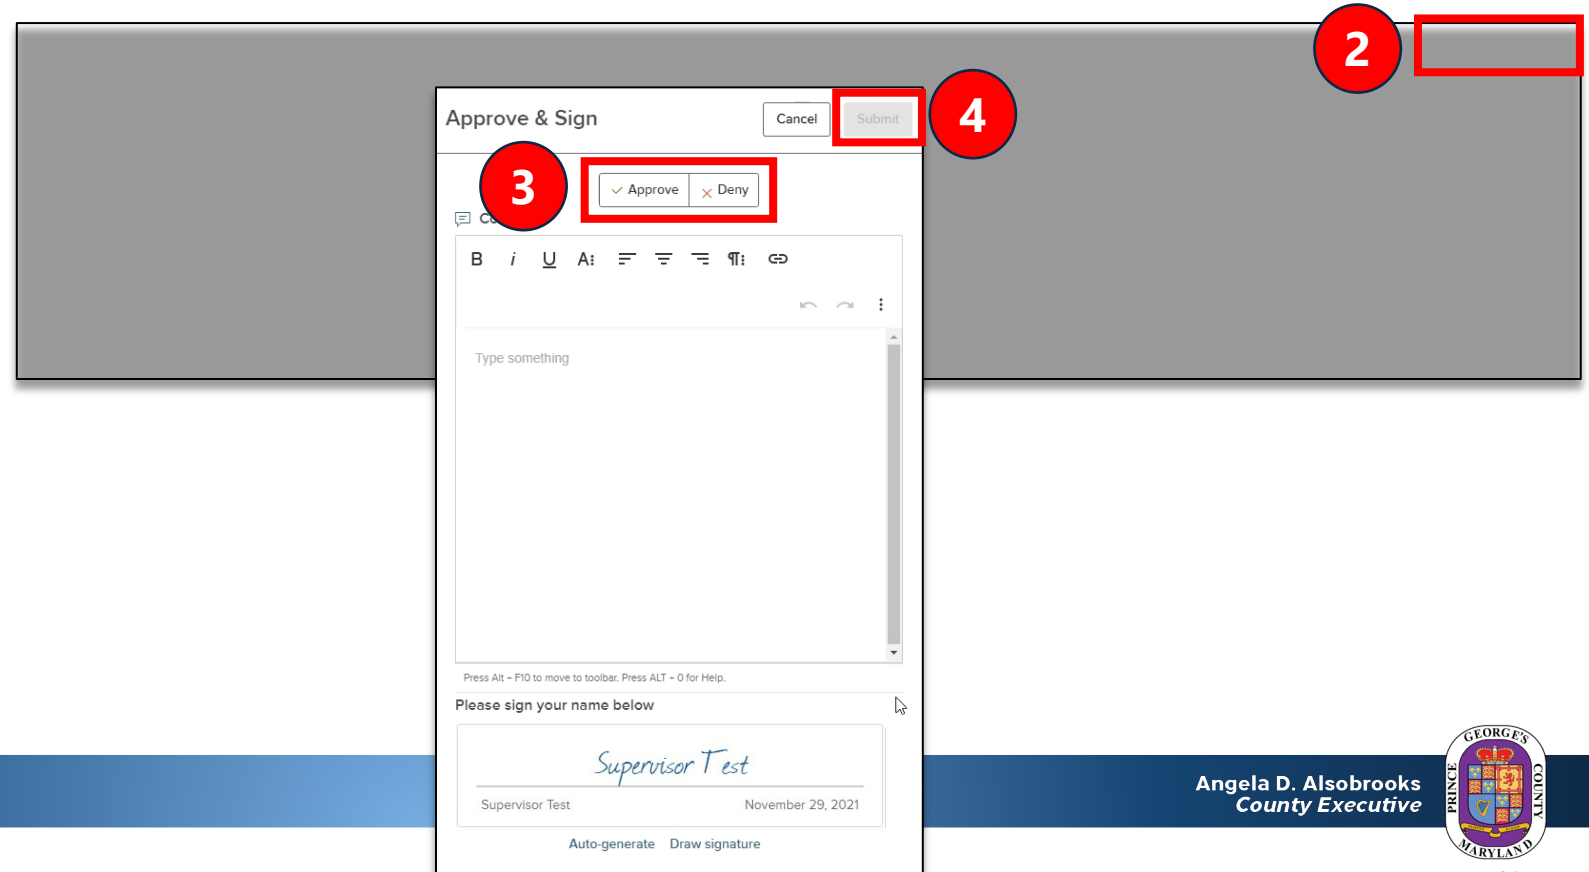 2
Approve & Sign
Cancel
Submit
4
3
Approve
Deny
B i U A
Type something
Press Alt + F10 to move to toolbar. Press ALT + 0 for Help.
Please sign your name below
Supervisor Test
Supervisor Test
November 29, 2021
Auto-generate
Draw signature
Angela D. Alsobrooks
County Executive
PRINCE GEORGE'S COUNTY MARYLAND